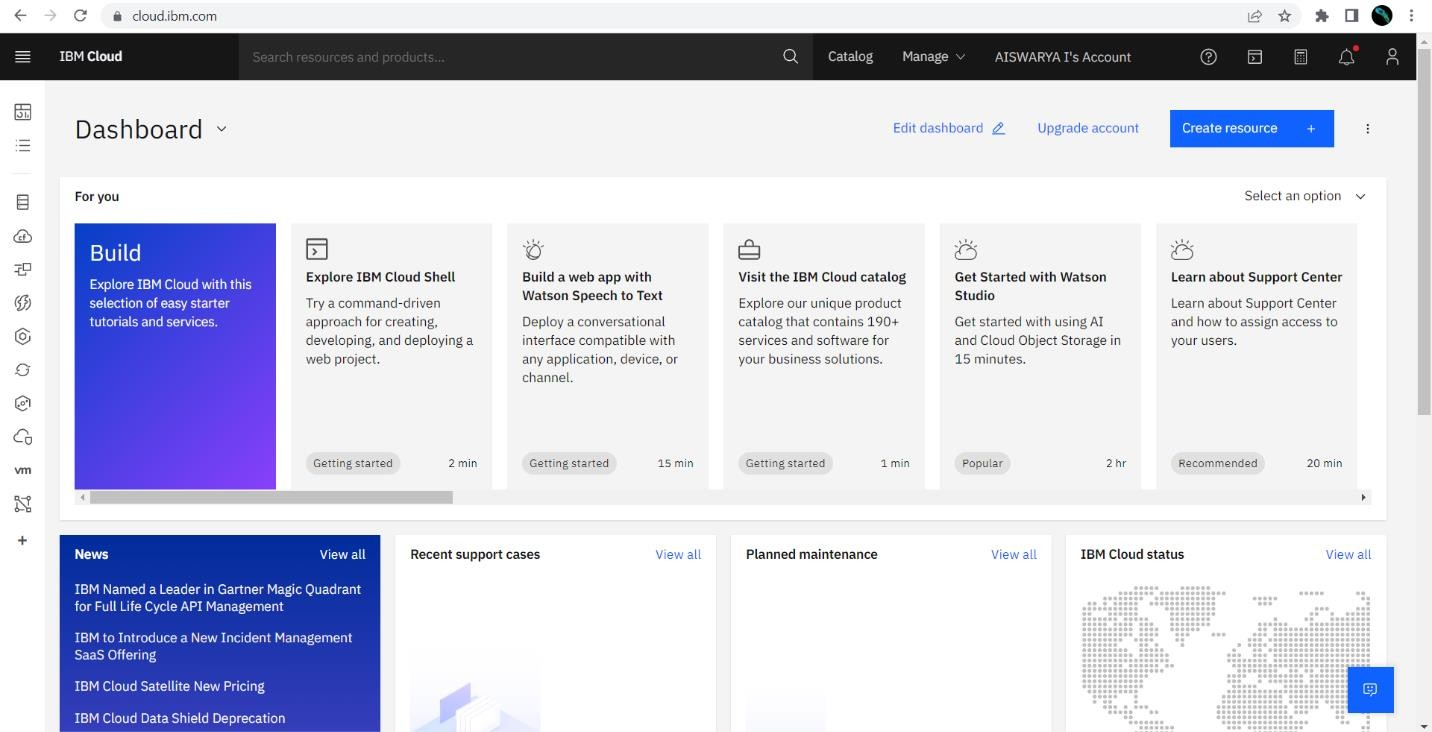 cloud.ibm.com
IBM Cloud
Search resources and products...
Catalog
Manage
AISWARYA I's Account
Dashboard
Edit dashboard
Upgrade account
Create resource +
For you
Select an option
Build
Explore IBM Cloud with this
selection of easy starter
tutorials and services.
Explore IBM Cloud Shell
Try a command-driven
approach for creating,
developing, and deploying a
web project.
Getting started
2 min
Build a web app with
Watson Speech to Text
Deploy a conversational
interface compatible with
any application, device, or
channel.
Getting started
15 min
Visit the IBM Cloud catalog
Explore our unique product
catalog that contains 190+
services and software for
your business solutions.
Getting started
1 min
Get Started with Watson
Studio
Get started with using AI
and Cloud Object Storage in
15 minutes.
Popular
2 hr
Learn about Support Center
Learn about Support Center
and how to assign access to
your users.
Recommended
20 min
vm
News
View all
IBM Named a Leader in Gartner Magic Quadrant
for Full Life Cycle API Management
IBM to Introduce a New Incident Management
SaaS Offering
IBM Cloud Satellite New Pricing
IBM Cloud Data Shield Deprecation
Recent support cases
View all
Planned maintenance
View all
IBM Cloud status
View all